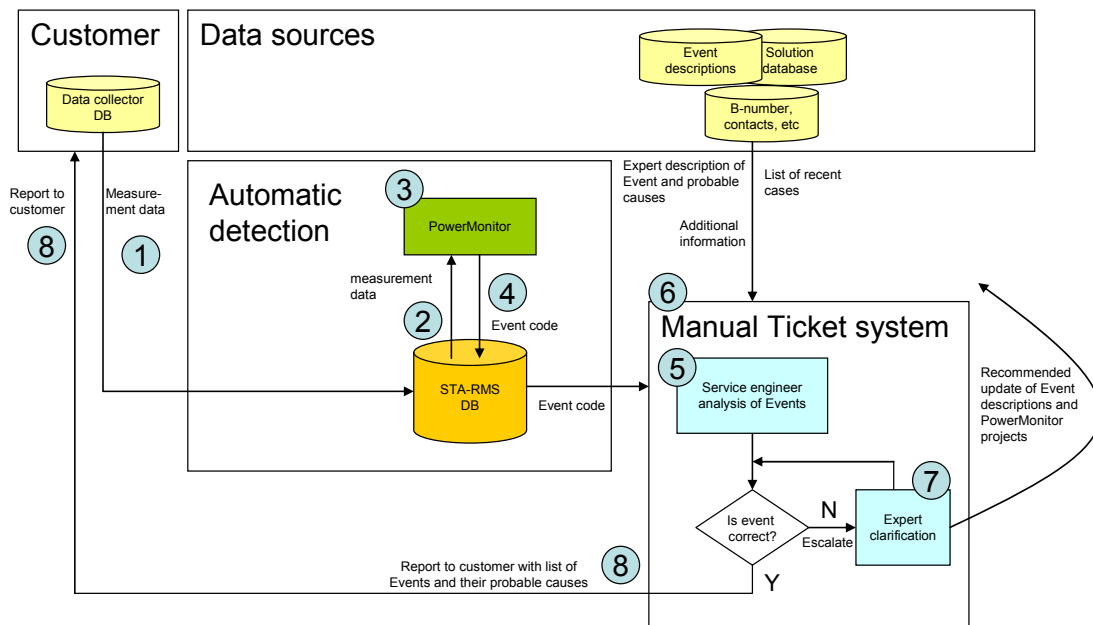 Customer
Data sources
Data collector
DB
Event
descriptions
Solution
database
B-number,
contacts, etc
Report to
customer
8
Measure-
ment data
1
Automatic
detection
3
PowerMonitor
measurement
data
2
4
Event code
STA-RMS
DB
Event code
Expert description of
Event and probable
causes
List of recent
cases
Additional
information
6
Manual Ticket system
5
Service engineer
analysis of Events
Is event
correct?
N
Escalate
7
Expert
clarification
Y
Recommended
update of Event
descriptions and
PowerMonitor
projects
Report to customer with list of
Events and their probable causes
8